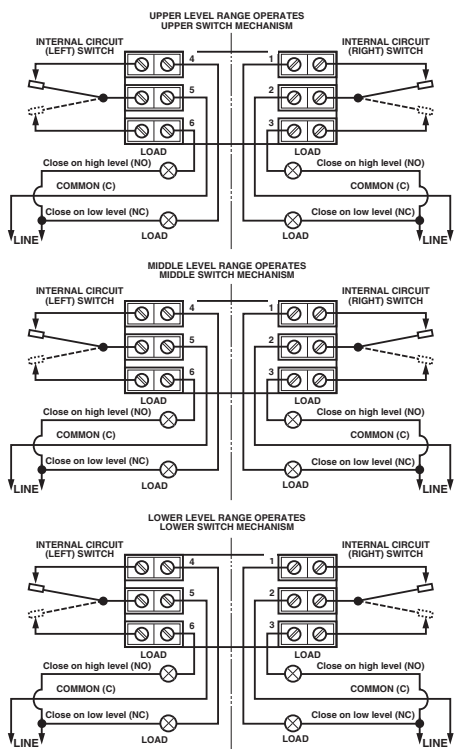 UPPER LEVEL RANGE OPERATES
UPPER SWITCH MECHANISM
INTERNAL CIRCUIT
(LEFT) SWITCH
INTERNAL CIRCUIT
(RIGHT) SWITCH
4
1
5
2
6
3
LOAD
LOAD
Close on high level (NO)
Close on high level (NO)
COMMON (C)
COMMON (C)
Close on low level (NC)
Close on low level (NC)
LINE
LOAD
LOAD
LINE
MIDDLE LEVEL RANGE OPERATES
MIDDLE SWITCH MECHANISM
INTERNAL CIRCUIT
(LEFT) SWITCH
INTERNAL CIRCUIT
(RIGHT) SWITCH
4
1
5
2
6
3
LOAD
LOAD
Close on high level (NO)
Close on high level (NO)
COMMON (C)
COMMON (C)
Close on low level (NC)
Close on low level (NC)
LINE
LOAD
LOAD
LINE
LOWER LEVEL RANGE OPERATES
LOWER SWITCH MECHANISM
INTERNAL CIRCUIT
(LEFT) SWITCH
INTERNAL CIRCUIT
(RIGHT) SWITCH
4
1
5
2
6
3
LOAD
LOAD
Close on high level (NO)
Close on high level (NO)
COMMON (C)
COMMON (C)
Close on low level (NC)
Close on low level (NC)
LINE
LOAD
LOAD
LINE